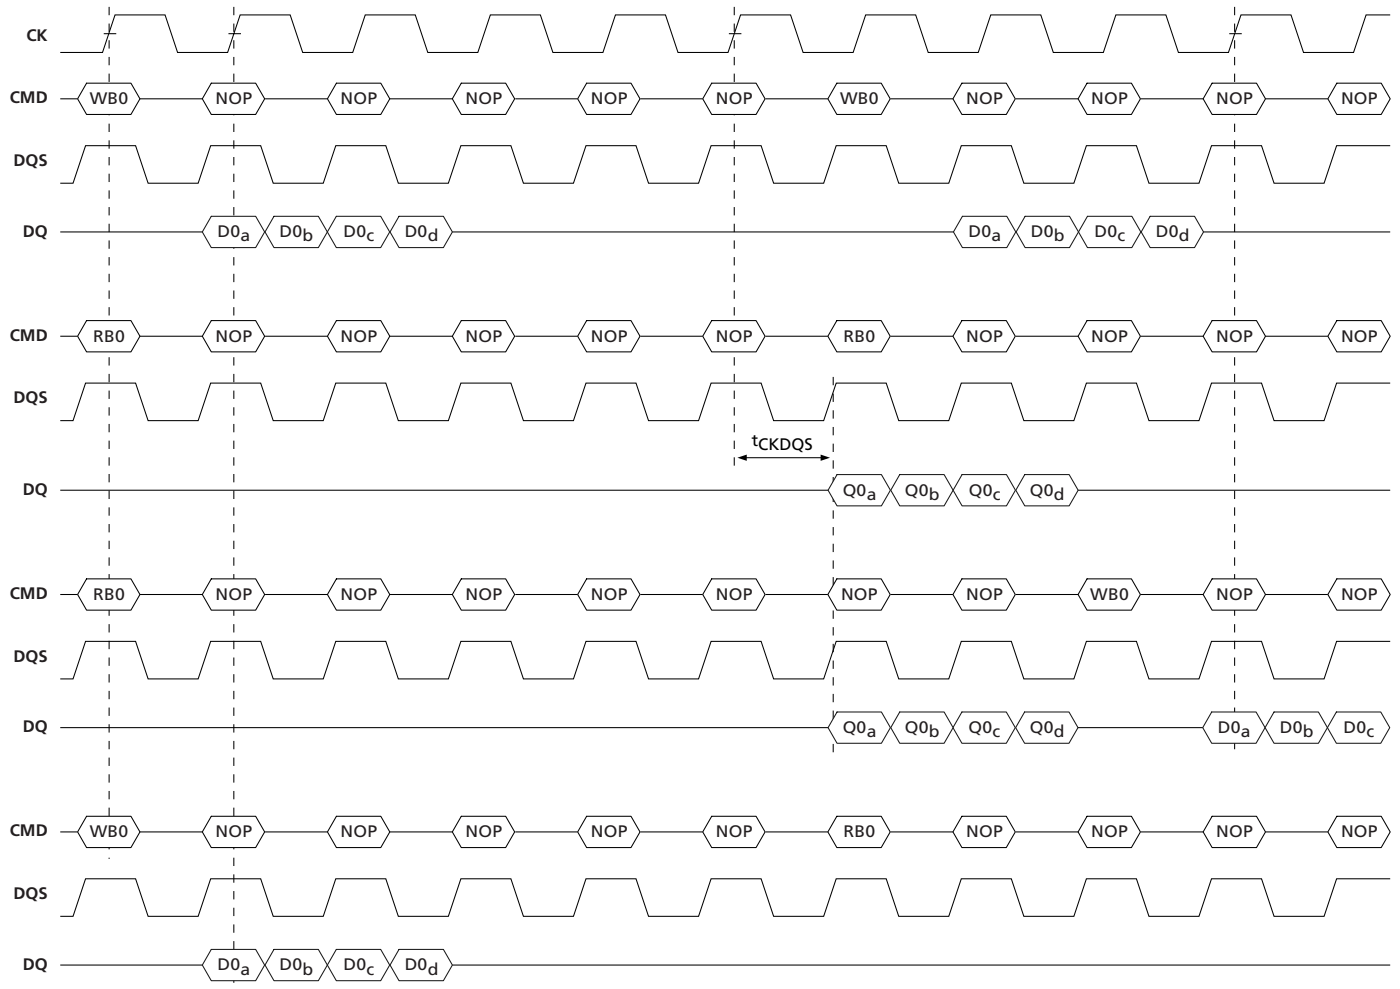 CK
CMD WB0 NOP NOP NOP NOP NOP WB0 NOP NOP NOP NOP
DQS
DQ D0a D0b D0c D0d D0a D0b D0c D0d
CMD RB0 NOP NOP NOP NOP NOP RB0 NOP NOP NOP NOP
DQS
tCKDQS
DQ Q0a Q0b Q0c Q0d
CMD RB0 NOP NOP NOP NOP NOP NOP NOP WB0 NOP NOP
DQS
DQ Q0a Q0b Q0c Q0d D0a D0b D0c
CMD WB0 NOP NOP NOP NOP NOP RB0 NOP NOP NOP NOP
DQS
DQ D0a D0b D0c D0d